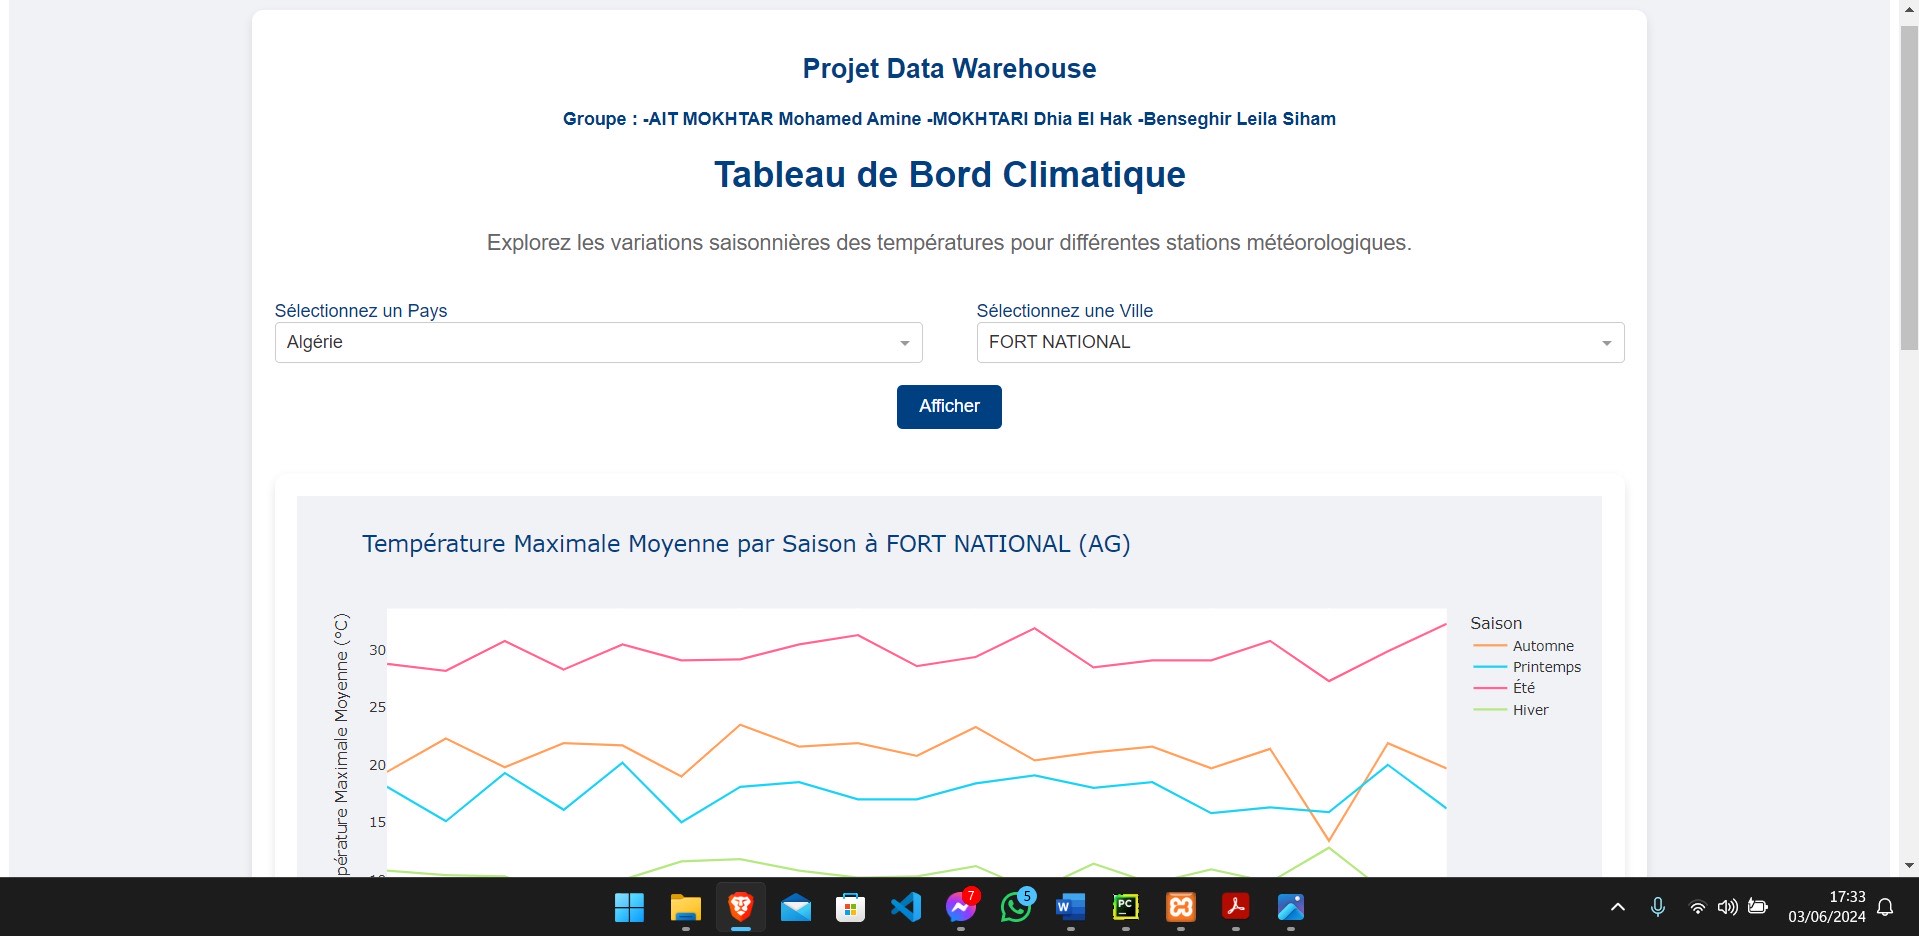 Projet Data Warehouse
Groupe : -AIT MOKHTAR Mohamed Amine -MOKHTARI Dhia El Hak -Benseghir Leila Siham
Tableau de Bord Climatique
Explorez les variations saisonnières des températures pour différentes stations météorologiques.
Sélectionnez un Pays
Sélectionnez une Ville
Algérie
FORT NATIONAL
Afficher
Température Maximale Moyenne par Saison à FORT NATIONAL (AG)
pérature Maximale Moyenne (°C)
30
25
20
15
Saison
Automne
Printemps
Été
Hiver
7
5
W
PC
17:33
03/06/2024